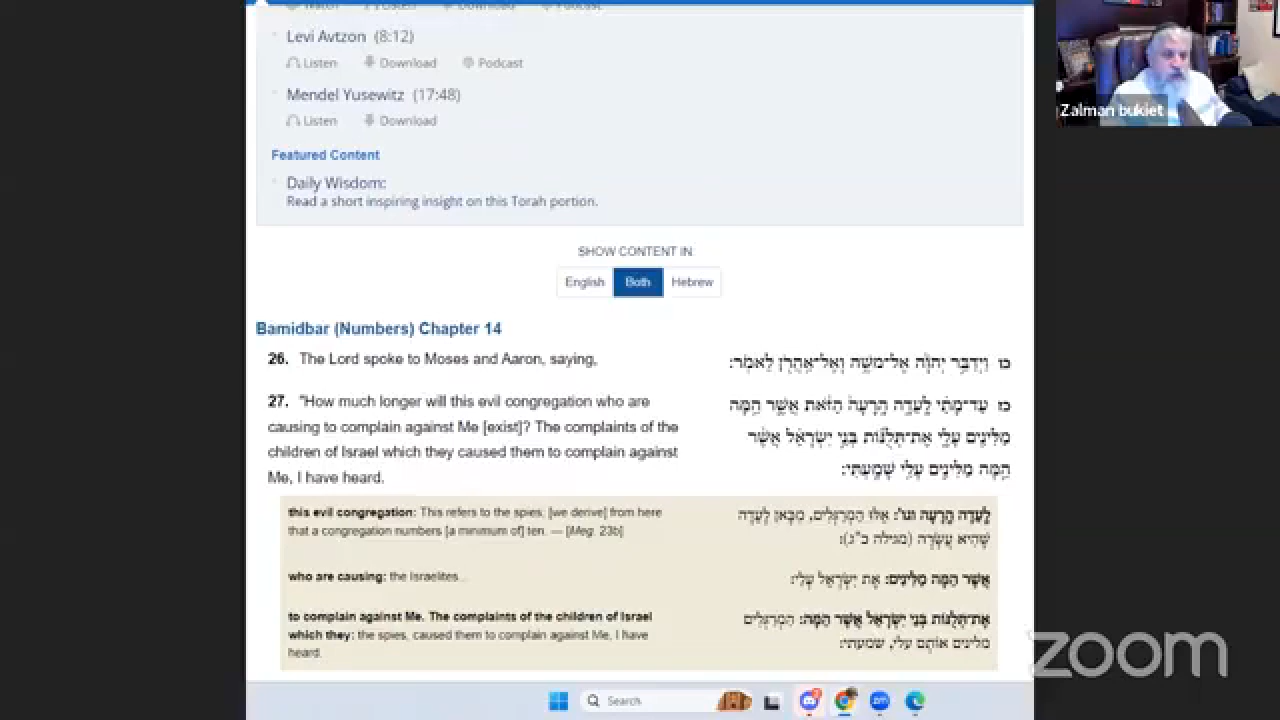 Watch Listen Download Podcast
Levi Avtzon (8:12)
Listen Download Podcast
Mendel Yusewitz (17:48)
Listen Download
Featured Content
Daily Wisdom:
Read a short inspiring insight on this Torah portion.
SHOW CONTENT IN:
English Both Hebrew
Bamidbar (Numbers) Chapter 14
26. The Lord spoke to Moses and Aaron, saying,
כו וַיְדַבֵּ֣ר יְהֹוָ֔ה אֶל־משֶׁ֥ה וְאֶל־אַֽהֲרֹ֖ן לֵאמֹֽר:
27. "How much longer will this evil congregation who are
causing to complain against Me [exist]? The complaints of the
children of Israel which they caused them to complain against
Me, I have heard.
כז עַד־מָתַ֗י לָֽעֵדָ֤ה הָֽרָעָה֙ הַזֹּ֔את אֲשֶׁ֛ר הֵ֥מָּה
מַלִּינִ֖ים עָלָ֑י אֶת־תְּלֻנּ֞וֹת בְּנֵ֣י יִשְׂרָאֵ֗ל אֲשֶׁ֨ר
הֵ֧מָּה מַלִּינִ֛ים עָלַ֖י שָׁמָֽעְתִּי:
this evil congregation: This refers to the spies; [we derive] from here
that a congregation numbers [a minimum of] ten. — [Meg. 23b]
לָֽעֵדָה הָֽרָעָה וגו': אֵלּוּ הַמְרַגְּלִים, מִכָּאן לְעֵדָה
שֶׁהִיא עֲשָׂרָה (מגילה כ"ג):
who are causing: the Israelites…
אֲשֶׁר הֵמָּה מַלִּינִים: אֶת יִשְׂרָאֵל עָלַי:
to complain against Me. The complaints of the children of Israel
which they: the spies, caused them to complain against Me, I have
heard.
אֶת־תְּלֻנּוֹת בְּנֵי יִשְׂרָאֵל אֲשֶׁר הֵמָּה: הַמְרַגְּלִים
מַלִּינִים אוֹתָם עָלַי, שמעתי:
Search
Zalman bukiet
zoom